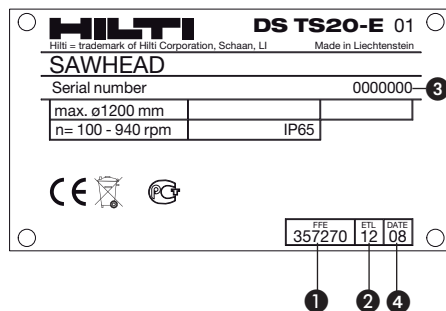 HILTI DS TS20-E 01
Hilti = trademark of Hilti Corporation, Schaan, LI Made in Liechtenstein
SAWHEAD
Serial number 0000000 3
max. ø1200 mm
n= 100 - 940 rpm IP65
CE PCT
FFE ETL DATE
357270 12 08
1 2 4